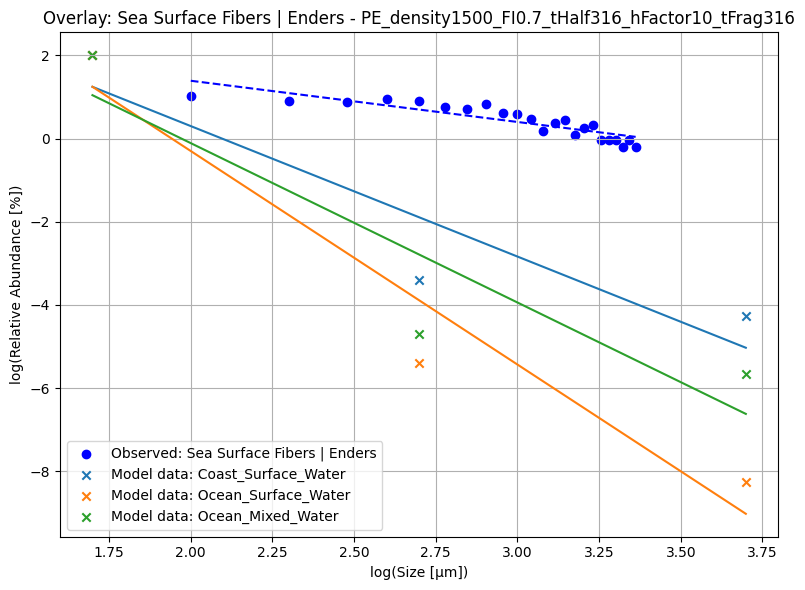 Overlay: Sea Surface Fibers | Enders - PE_density1500_FI0.7_tHalf316_hFactor10_tFrag316
log(Relative Abundance [%])
2
0
−2
−4
−6
−8
Observed: Sea Surface Fibers | Enders
Model data: Coast_Surface_Water
Model data: Ocean_Surface_Water
Model data: Ocean_Mixed_Water
1.75 2.00 2.25 2.50 2.75 3.00 3.25 3.50 3.75
log(Size [μm])